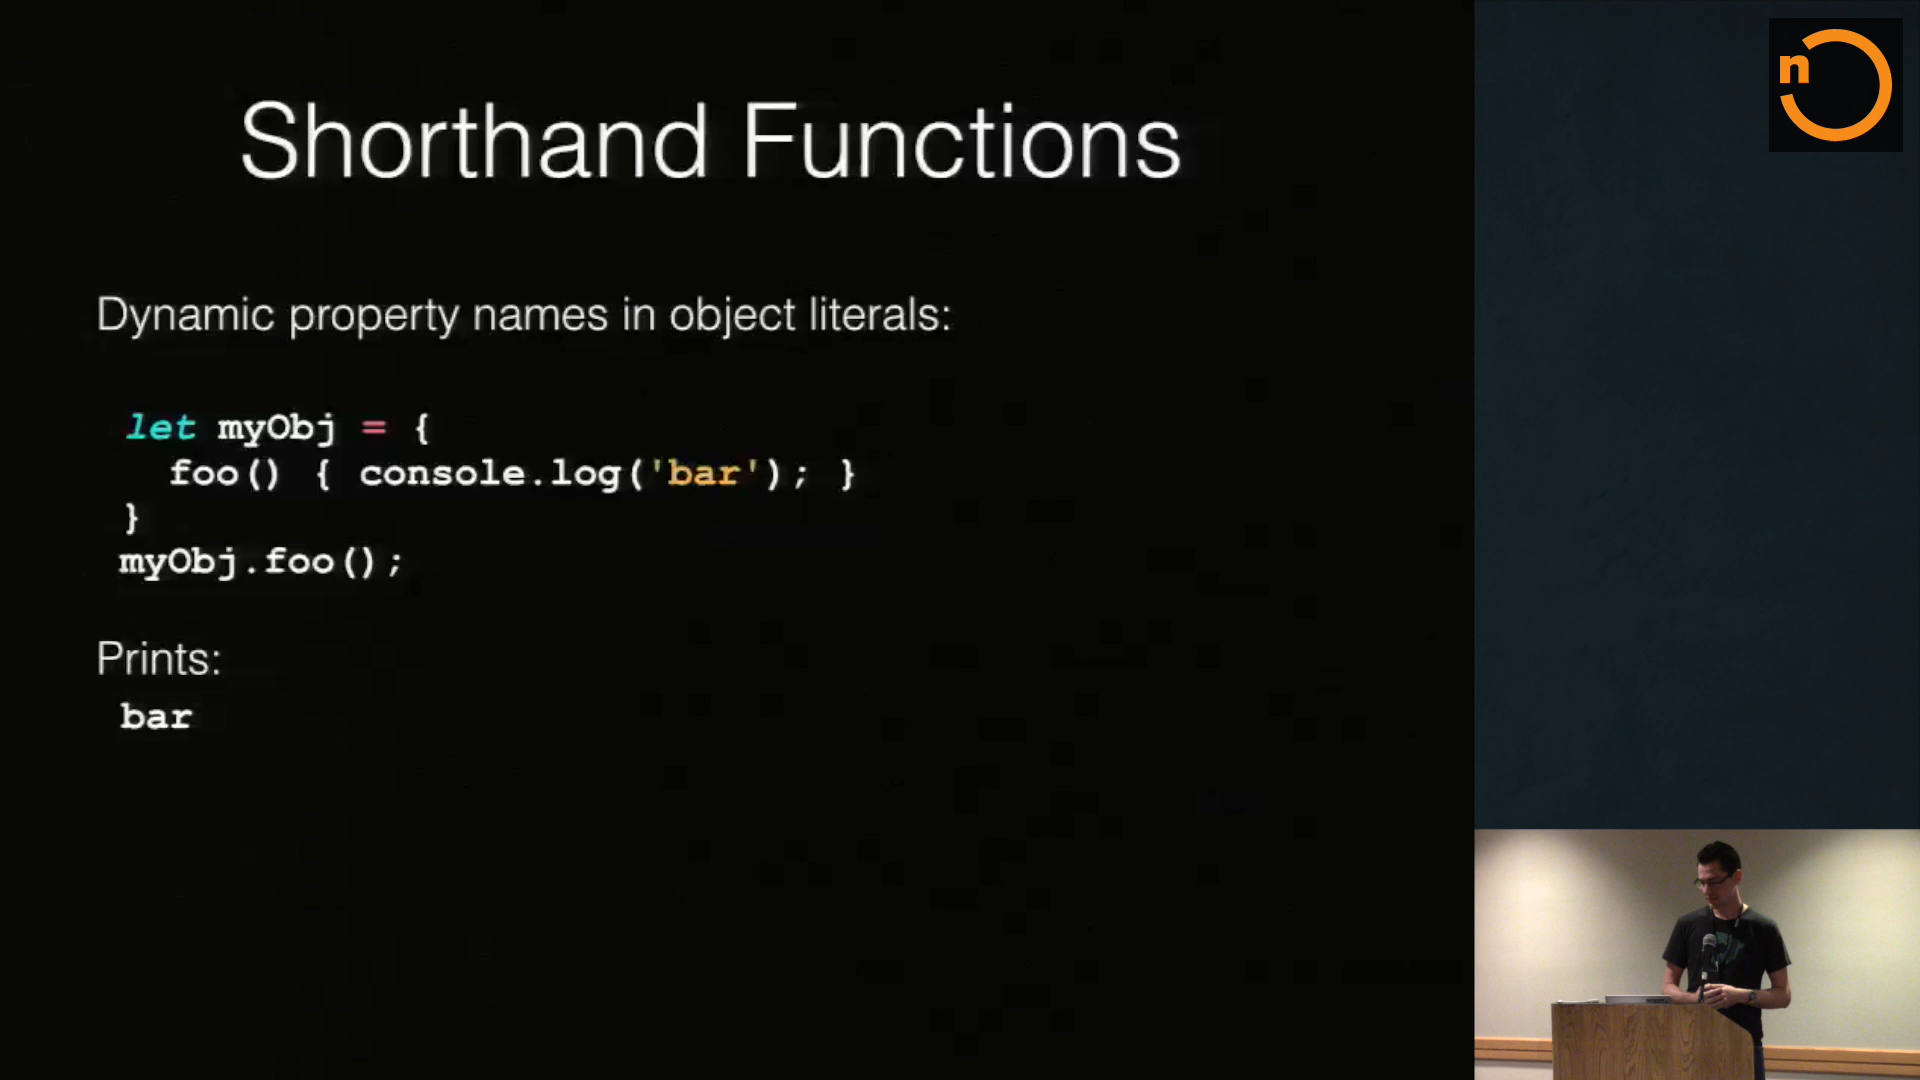 Shorthand Functions
Dynamic property names in object literals:
let myObj = {
  foo() { console.log('bar'); }
}
myObj.foo();
Prints:
bar
n